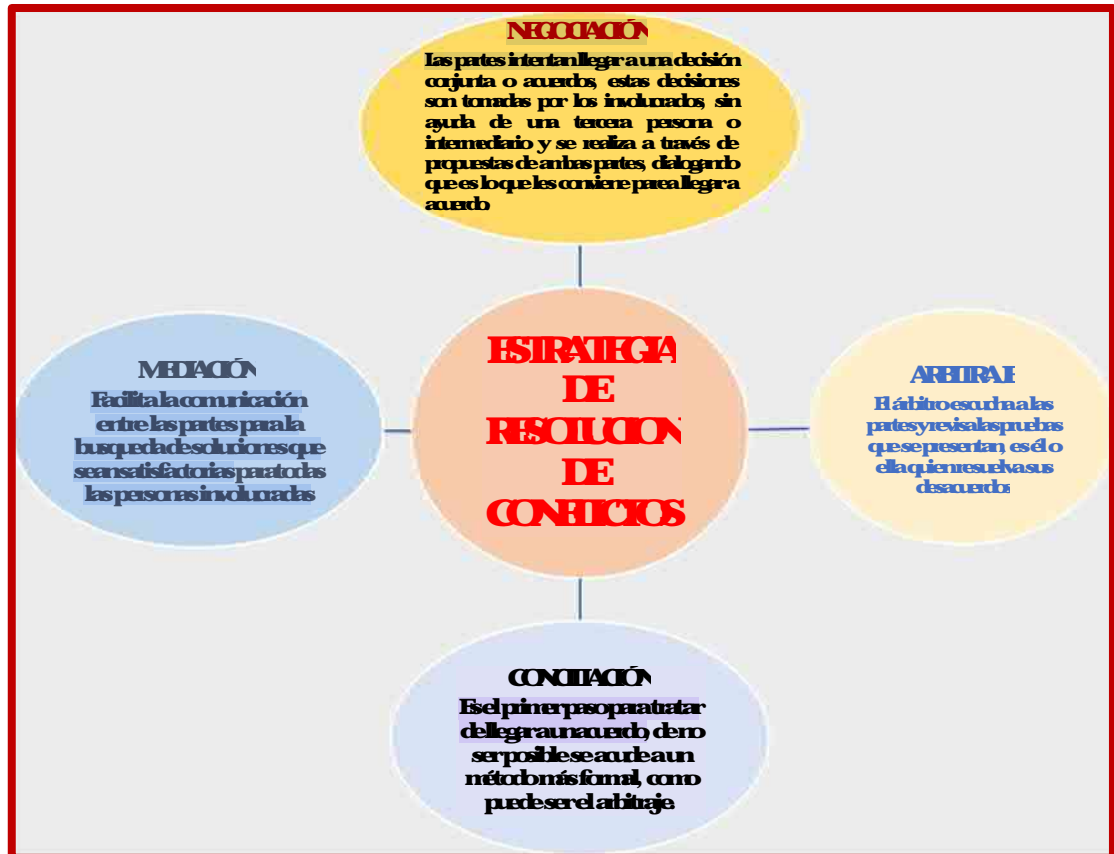 NEGOCIACIÓN
Las partes intentan llegar a una decisión
conjunta o acuerdos, estas decisiones
son tomadas por los involucrados, sin
ayuda de una tercera persona o
intermediario y se realiza a través de
propuestas de ambas partes, dialogando
que es lo que les conviene parea llegar a
acuerdo.
MEDIACIÓN
Facilita la comunicación
entre las partes para la
busqueda de soluciones que
sean satisfactorias para todas
las personas involucradas
ESTRATEGIA
DE
RESOLUCION
DE
CONFLICTOS
ARBITRAJE
El árbitro escucha a las
partes y revisa las pruebas
que se presentan, es él o
ella quien resuelva sus
desacuerdos
CONCILIACIÓN
Es el primer paso para tratar
de llegar a un acuerdo, de no
ser posible se acude a un
método más formal, como
puede ser el arbitraje.